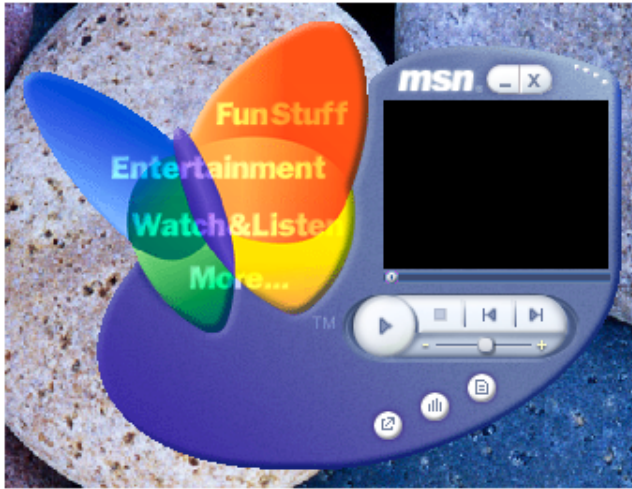 msn
Fun Stuff
Entertainment
Watch&Listen
More...
TM